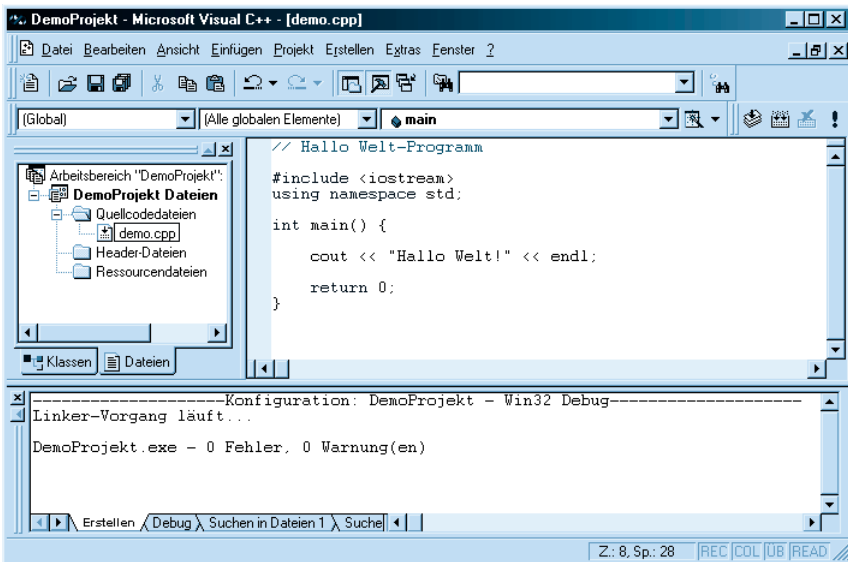 DemoProjekt - Microsoft Visual C++ - [demo.cpp]
Datei Bearbeiten Ansicht Einfügen Projekt Erstellen Extras Fenster ?
(Global) (Alle globalen Elemente) main
Arbeitsbereich "DemoProjekt":
DemoProjekt Dateien
Quellcodedateien
demo.cpp
Header-Dateien
Ressourcendateien
Klassen Dateien
// Hallo Welt-Programm
#include <iostream>
using namespace std;
int main() {
cout << "Hallo Welt!" << endl;
return 0;
}
--------------------Konfiguration: DemoProjekt - Win32 Debug--------------------
Linker-Vorgang läuft...
DemoProjekt.exe - 0 Fehler, 0 Warnung(en)
Erstellen Debug Suchen in Dateien 1 Suche
Z.: 8, Sp.: 28 REC COL ÜB READ